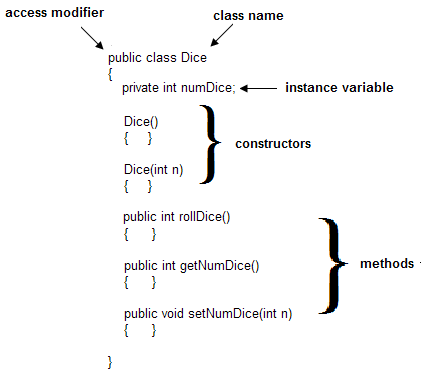 access modifier
class name
public class Dice
{
private int numDice;
instance variable
Dice()
{ }
constructors
Dice(int n)
{ }
public int rollDice()
{ }
public int getNumDice()
methods
{ }
public void setNumDice(int n)
{ }
}